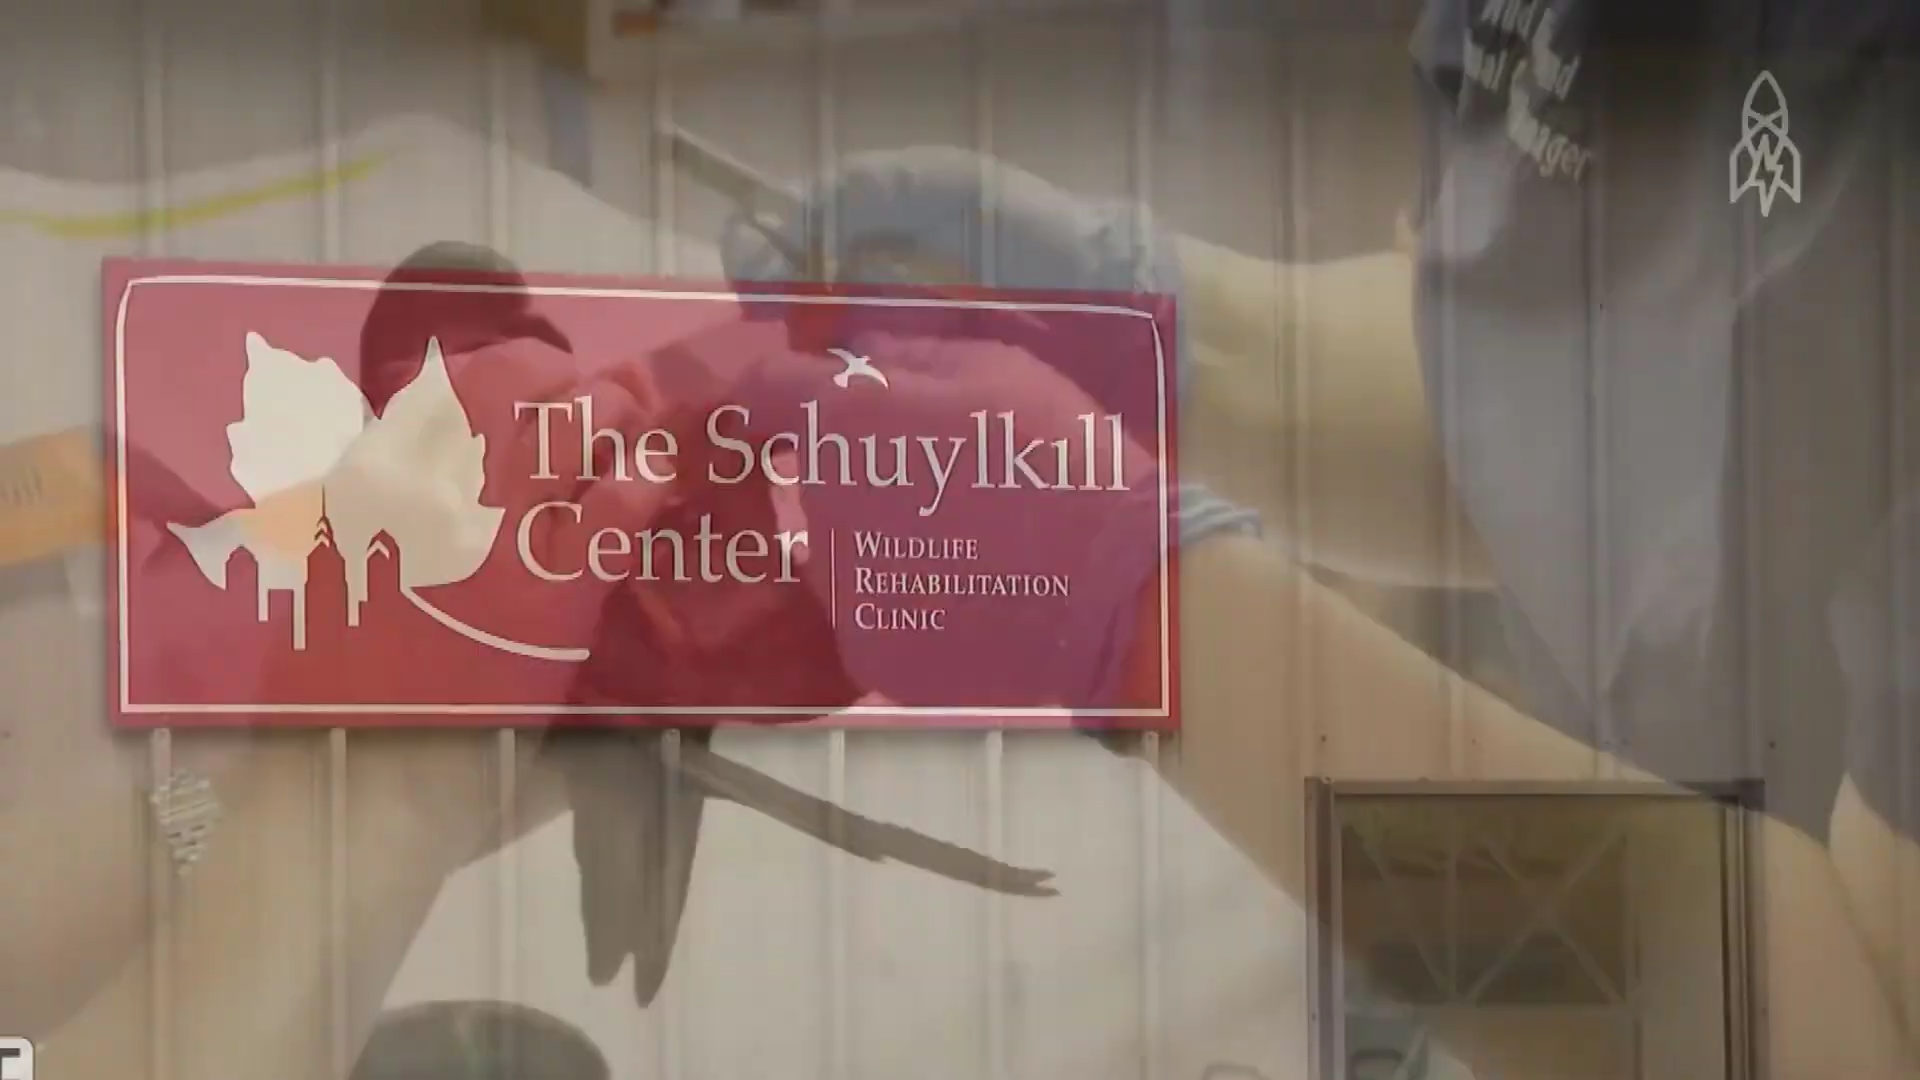 The Schuylkill
Center
WILDLIFE
REHABILITATION
CLINIC